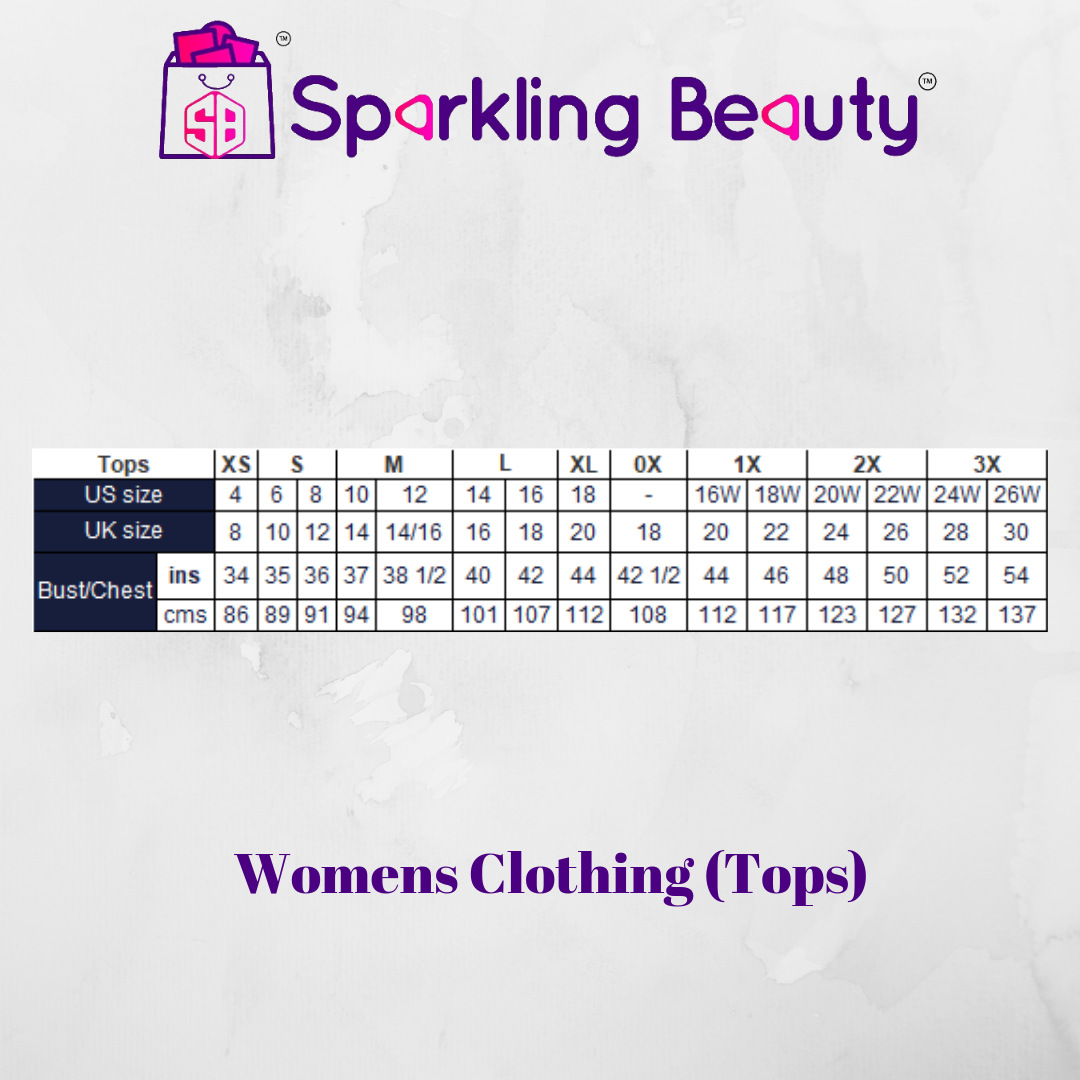 SB
TM
Sparkling Beauty
TM
Tops XS S M L XL 0X 1X 2X 3X
US size 4 6 8 10 12 14 16 18 - 16W 18W 20W 22W 24W 26W
UK size 8 10 12 14 14/16 16 18 20 18 20 22 24 26 28 30
Bust/Chest ins 34 35 36 37 38 1/2 40 42 44 42 1/2 44 46 48 50 52 54
cms 86 89 91 94 98 101 107 112 108 112 117 123 127 132 137
Womens Clothing (Tops)